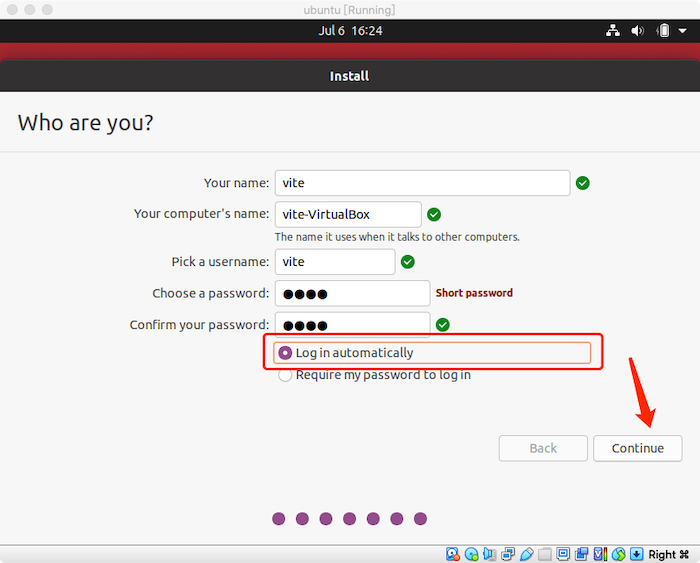 ubuntu [Running]
Jul 6 16:24
Install
Who are you?
Your name: vite
Your computer's name: vite-VirtualBox
The name it uses when it talks to other computers.
Pick a username: vite
Choose a password: ●●●● Short password
Confirm your password: ●●●●
Log in automatically
Require my password to log in
Back Continue
Right ⌘